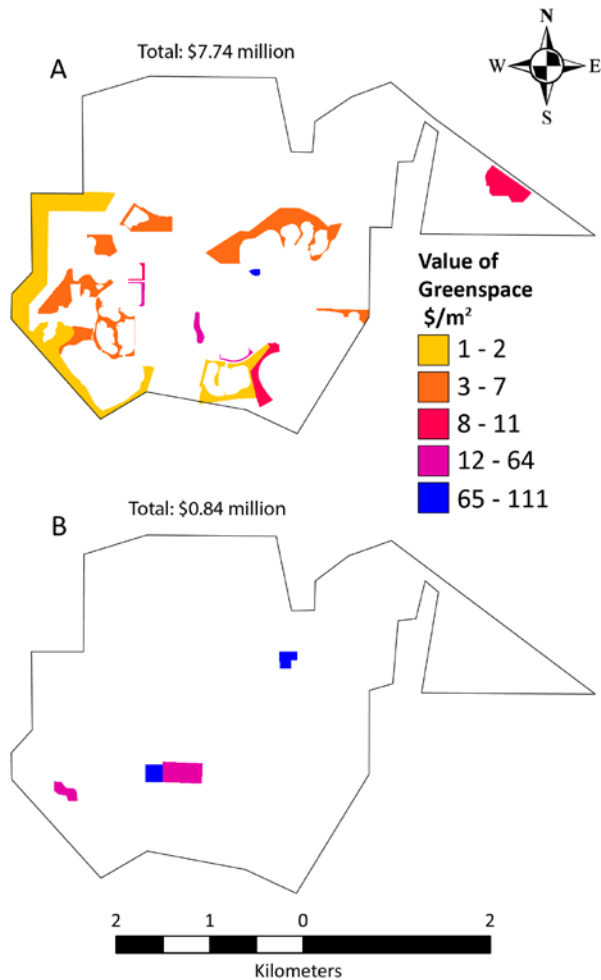 Total: $7.74 million
A
N
W E
S
Value of
Greenspace
$/m²
1 - 2
3 - 7
8 - 11
12 - 64
65 - 111
Total: $0.84 million
B
2 1 0 2
Kilometers